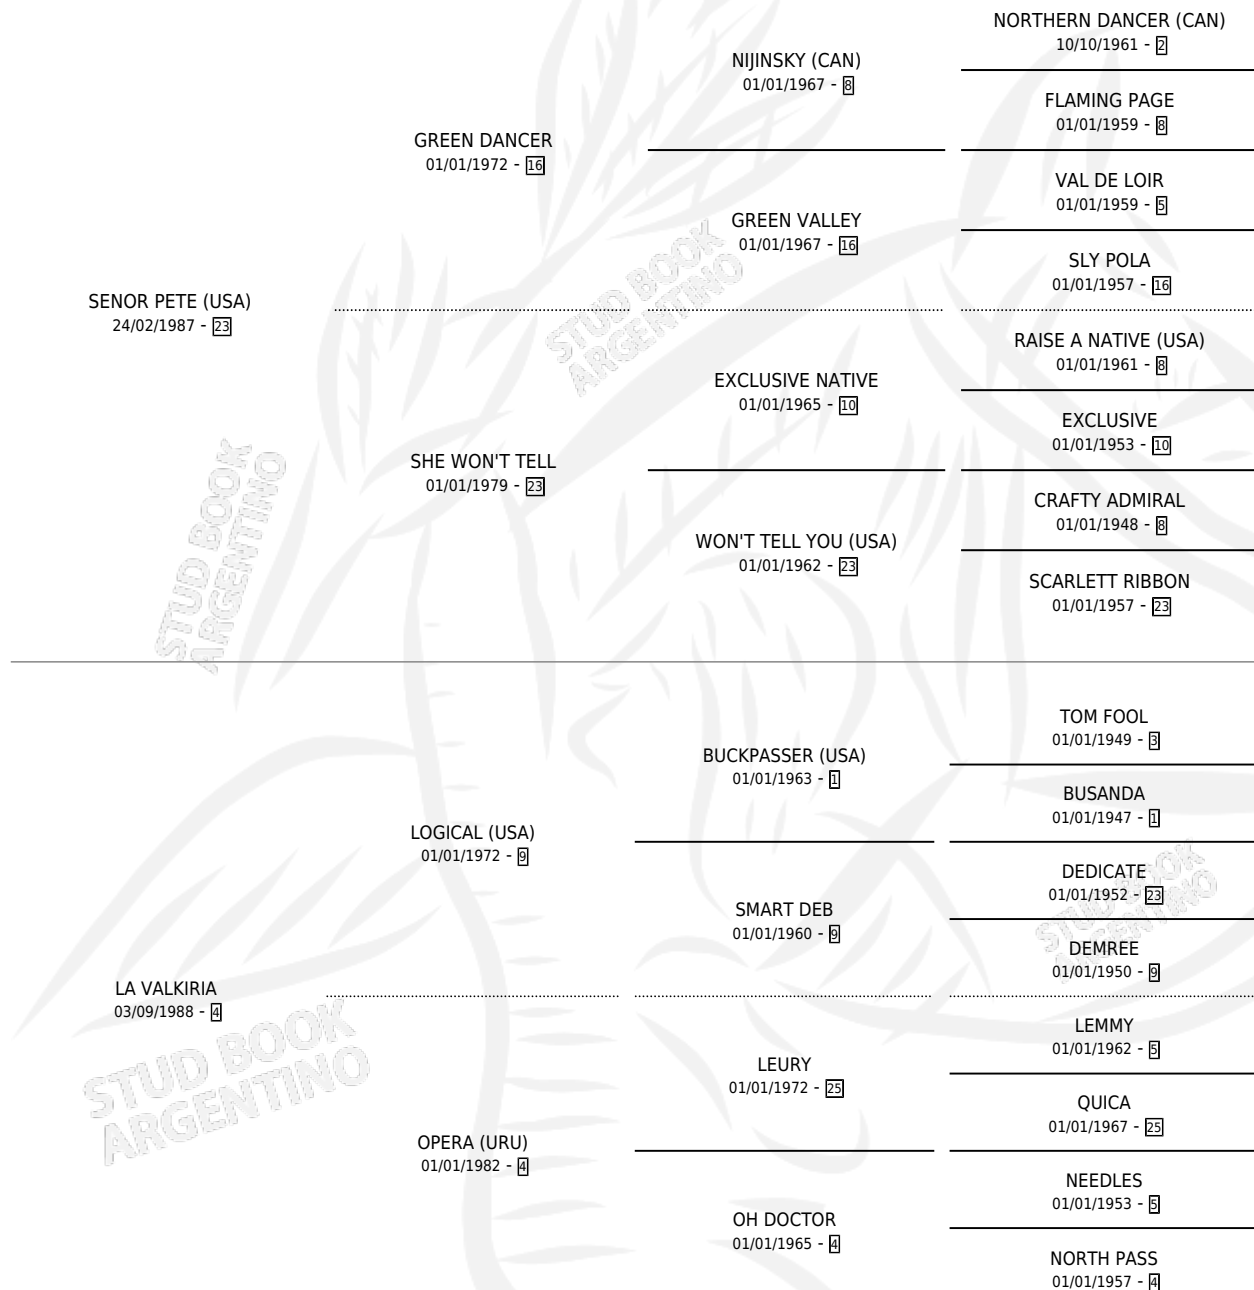 NORTHERN DANCER (CAN)
10/10/1961 - 2
NIJINSKY (CAN)
01/01/1967 - 8
FLAMING PAGE
01/01/1959 - 8
GREEN DANCER
01/01/1972 - 16
VAL DE LOIR
01/01/1959 - 5
GREEN VALLEY
01/01/1967 - 16
SLY POLA
01/01/1957 - 16
SENOR PETE (USA)
24/02/1987 - 23
RAISE A NATIVE (USA)
01/01/1961 - 8
EXCLUSIVE NATIVE
01/01/1965 - 10
EXCLUSIVE
01/01/1953 - 10
SHE WON'T TELL
01/01/1979 - 23
CRAFTY ADMIRAL
01/01/1948 - 8
WON'T TELL YOU (USA)
01/01/1962 - 23
SCARLETT RIBBON
01/01/1957 - 23
TOM FOOL
01/01/1949 - 3
BUCKPASSER (USA)
01/01/1963 - 1
BUSANDA
01/01/1947 - 1
LOGICAL (USA)
01/01/1972 - 9
DEDICATE
01/01/1952 - 23
SMART DEB
01/01/1960 - 9
DEMREE
01/01/1950 - 9
LA VALKIRIA
03/09/1988 - 4
LEMMY
01/01/1962 - 5
LEURY
01/01/1972 - 25
QUICA
01/01/1967 - 25
OPERA (URU)
01/01/1982 - 4
NEEDLES
01/01/1953 - 5
OH DOCTOR
01/01/1965 - 4
NORTH PASS
01/01/1957 - 4
STUD BOOK
ARGENTINO
STUD BOOK
ARGENTINO
STUD BOOK
ARGENTINO
STUD BOOK
ARGENTINO